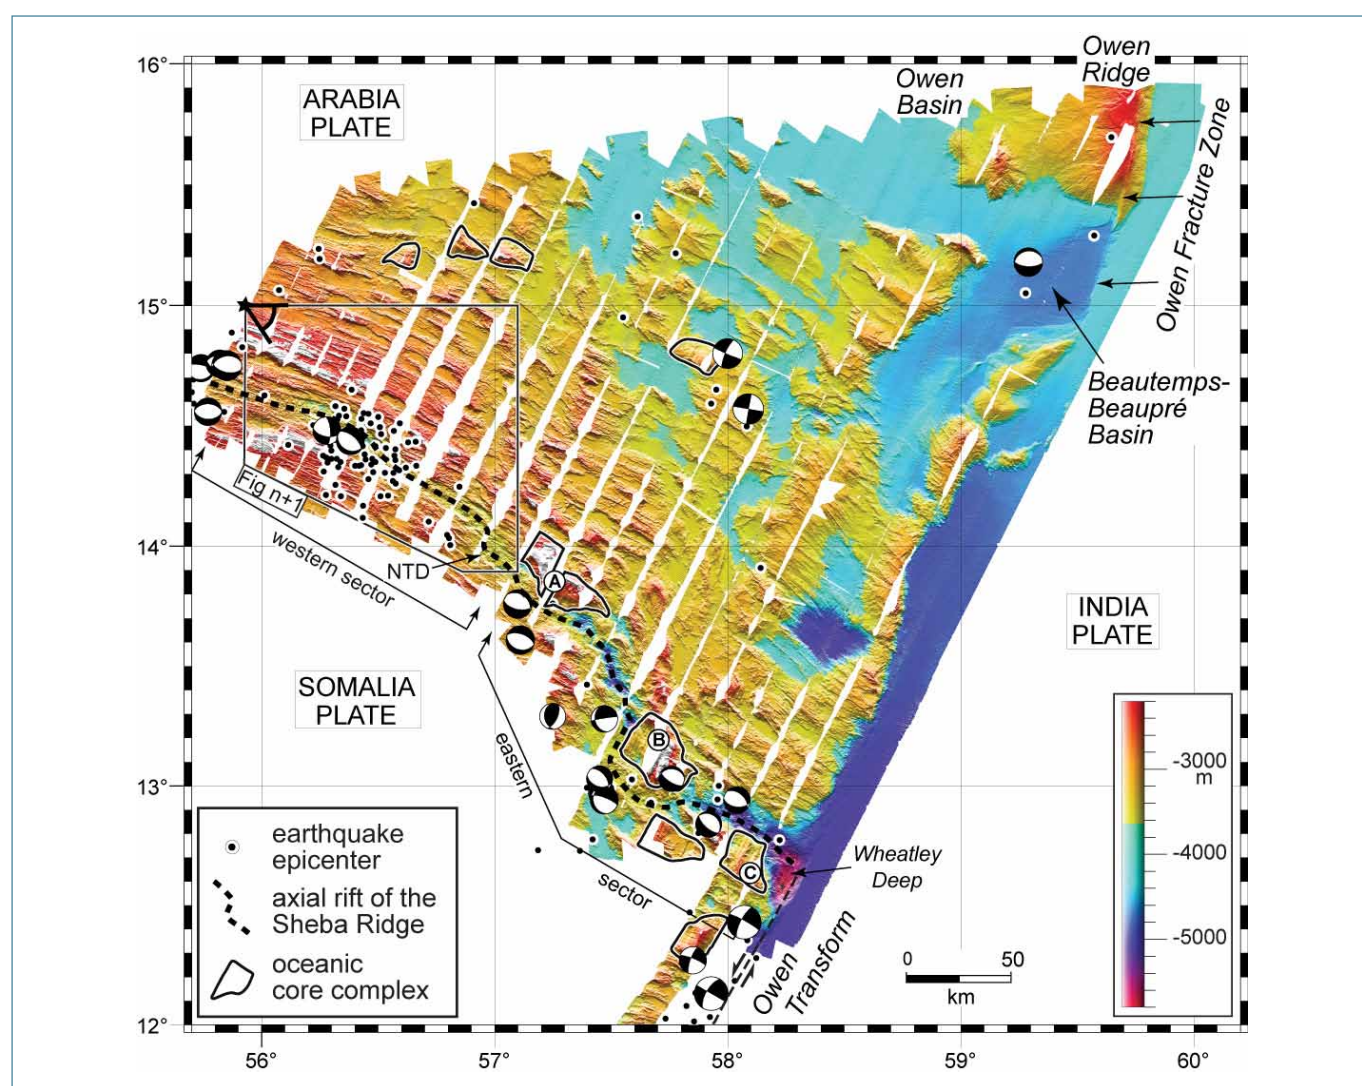 16°
15°
14°
13°
12°
56°
57°
58°
59°
60°
ARABIA
PLATE
Owen
Basin
Owen
Ridge
Owen Fracture Zone
Beautemps-
Beaupré
Basin
INDIA
PLATE
Fig n+1
western sector
NTD
A
SOMALIA
PLATE
eastern
sector
B
C
Wheatley
Deep
Owen
Transform
0 50
km
-3000
m
-4000
-5000
earthquake
epicenter
axial rift of the
Sheba Ridge
oceanic
core complex